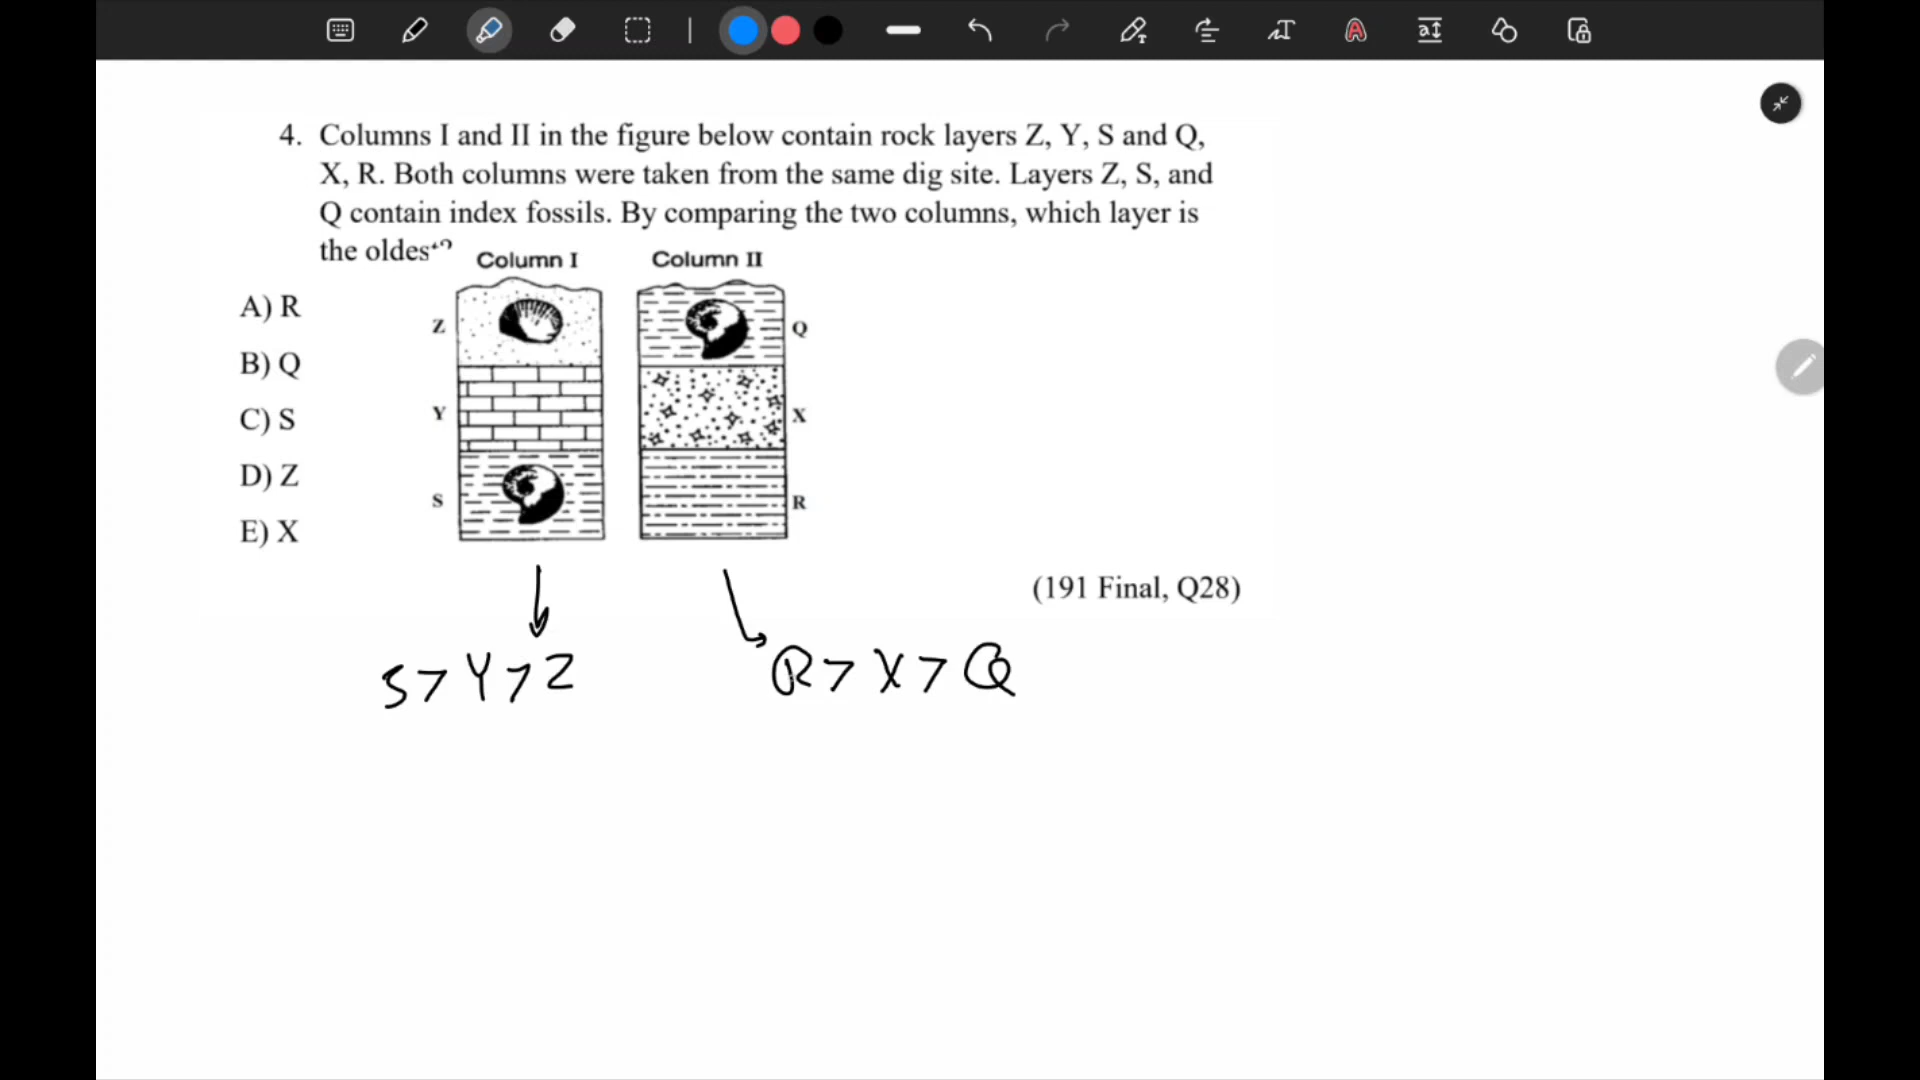 4. Columns I and II in the figure below contain rock layers Z, Y, S and Q,
X, R. Both columns were taken from the same dig site. Layers Z, S, and
Q contain index fossils. By comparing the two columns, which layer is
the oldest?
Column I Column II
A) R
B) Q
C) S
D) Z
E) X
Z
Y
S
Q
X
R
(191 Final, Q28)
S > Y > Z
R > X > Q